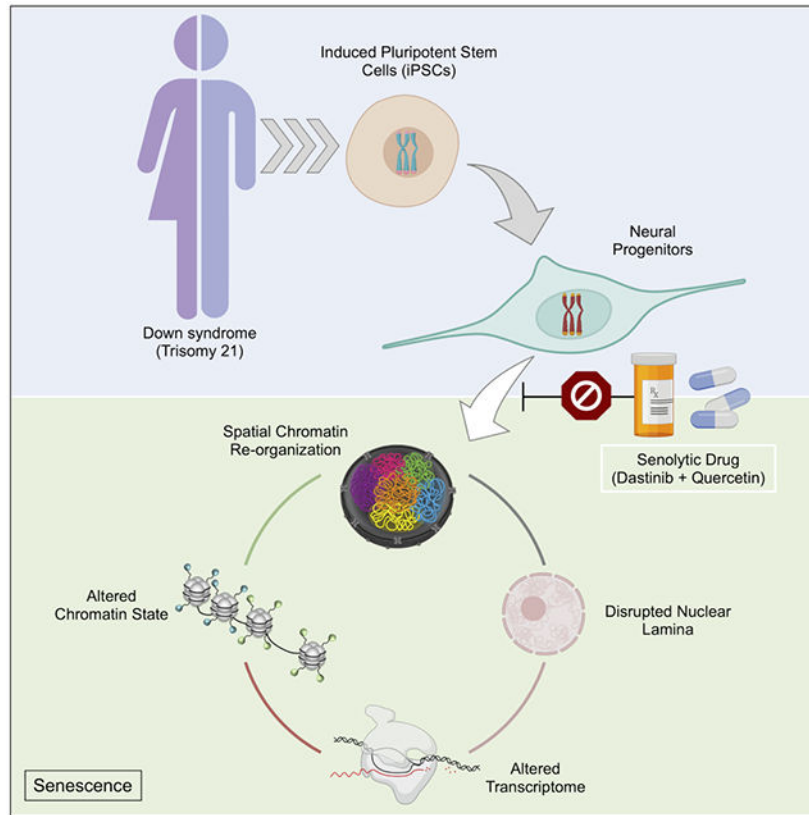 Induced Pluripotent Stem
Cells (iPSCs)
Neural
Progenitors
Down syndrome
(Trisomy 21)
Rx
Senolytic Drug
(Dastinib + Quercetin)
Spatial Chromatin
Re-organization
Altered
Chromatin State
Disrupted Nuclear
Lamina
Altered
Transcriptome
Senescence